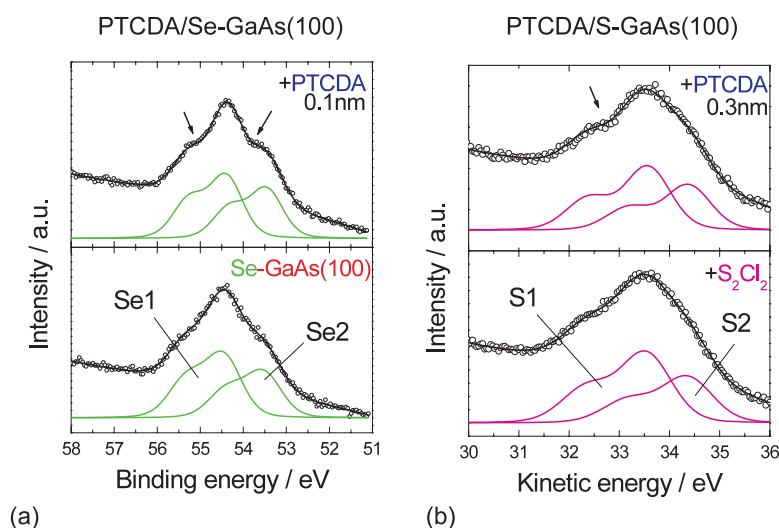 PTCDA/Se-GaAs(100)
Intensity / a.u.
+PTCDA
0.1nm
Se-GaAs(100)
Se1
Se2
58 57 56 55 54 53 52 51
Binding energy / eV
(a)
PTCDA/S-GaAs(100)
Intensity / a.u.
+PTCDA
0.3nm
+S₂Cl₂
S1
S2
30 31 32 33 34 35 36
Kinetic energy / eV
(b)